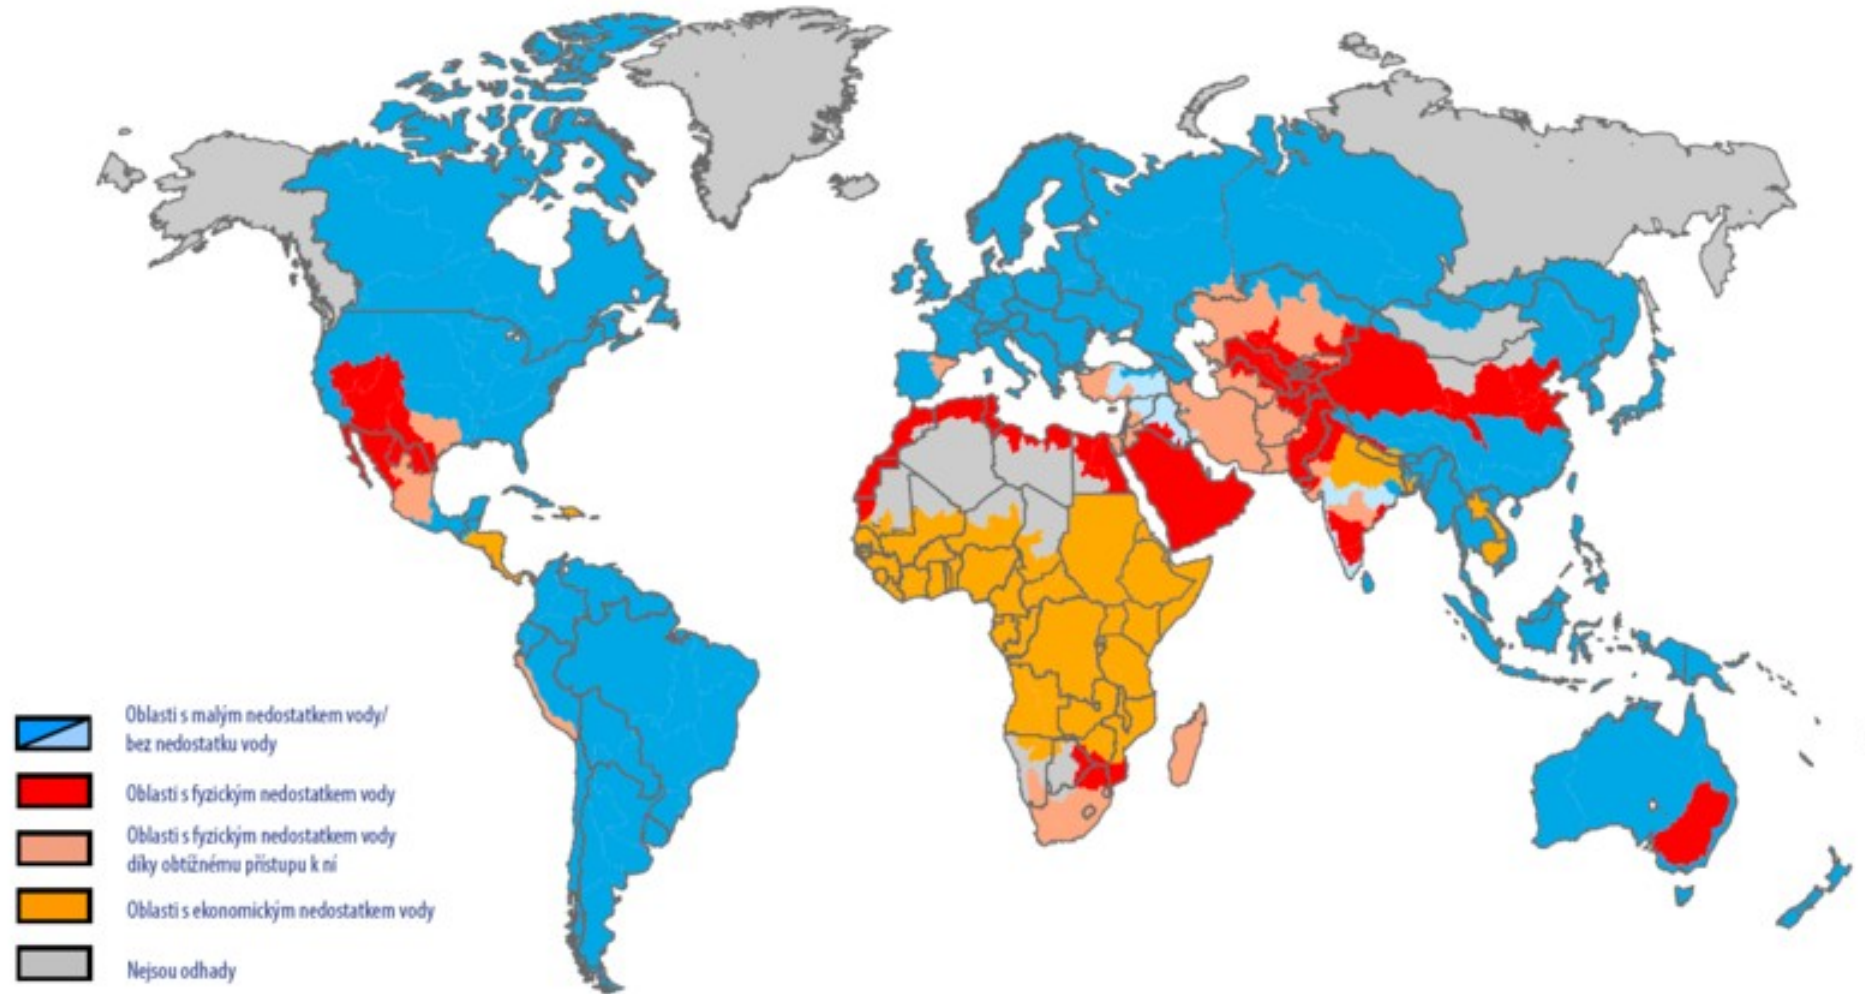 Oblasti s malým nedostatkem vody/
bez nedostatku vody
Oblasti s fyzickým nedostatkem vody
Oblasti s fyzickým nedostatkem vody
díky obtížnému přístupu k ní
Oblasti s ekonomickým nedostatkem vody
Nejsou odhady